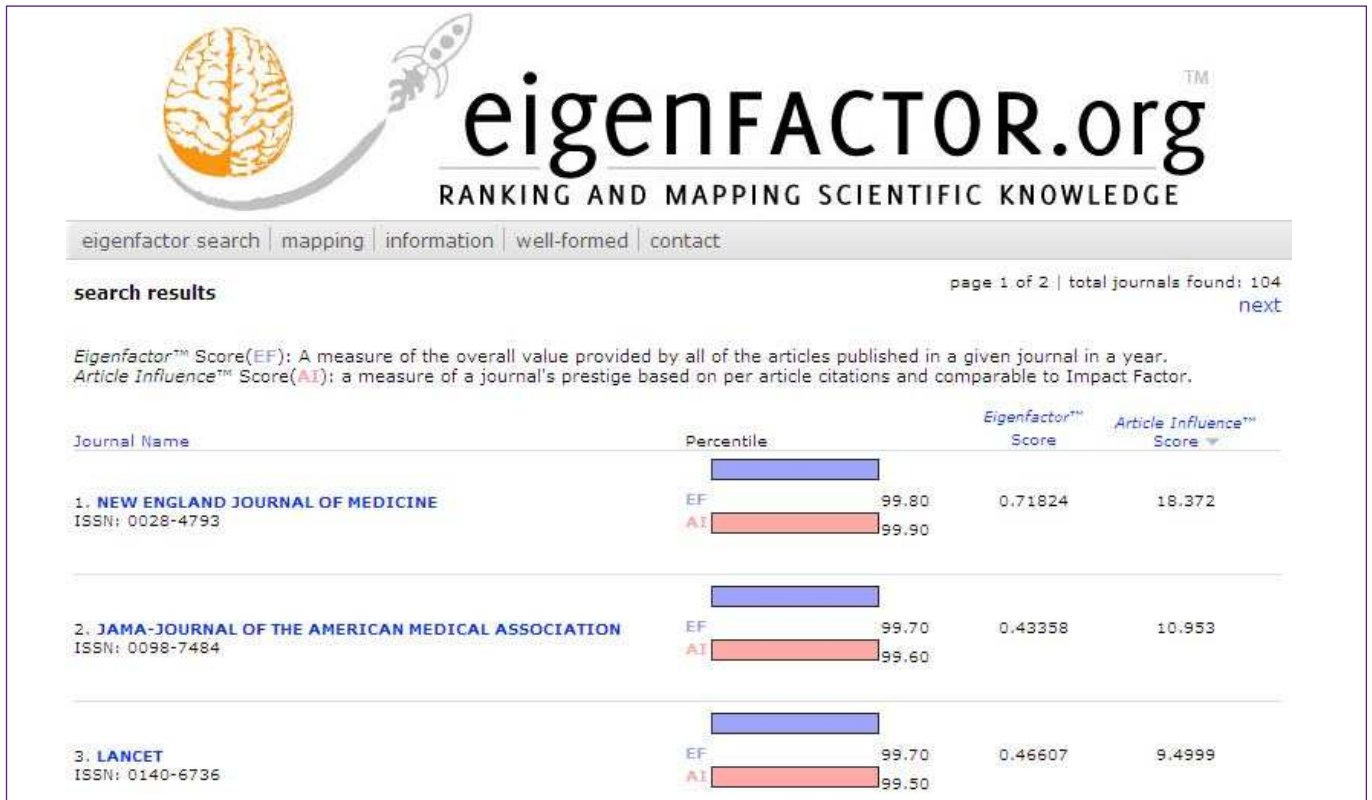 eigenFACTOR.org™
RANKING AND MAPPING SCIENTIFIC KNOWLEDGE
eigenfactor search | mapping | information | well-formed | contact
search results
page 1 of 2 | total journals found: 104
next
Eigenfactor™ Score(EF): A measure of the overall value provided by all of the articles published in a given journal in a year.
Article Influence™ Score(AI): a measure of a journal's prestige based on per article citations and comparable to Impact Factor.
Journal Name Percentile Eigenfactor™ Score Article Influence™ Score
1. NEW ENGLAND JOURNAL OF MEDICINE EF 99.80 0.71824 18.372
ISSN: 0028-4793 AI 99.90
2. JAMA-JOURNAL OF THE AMERICAN MEDICAL ASSOCIATION EF 99.70 0.43358 10.953
ISSN: 0098-7484 AI 99.60
3. LANCET EF 99.70 0.46607 9.4999
ISSN: 0140-6736 AI 99.50